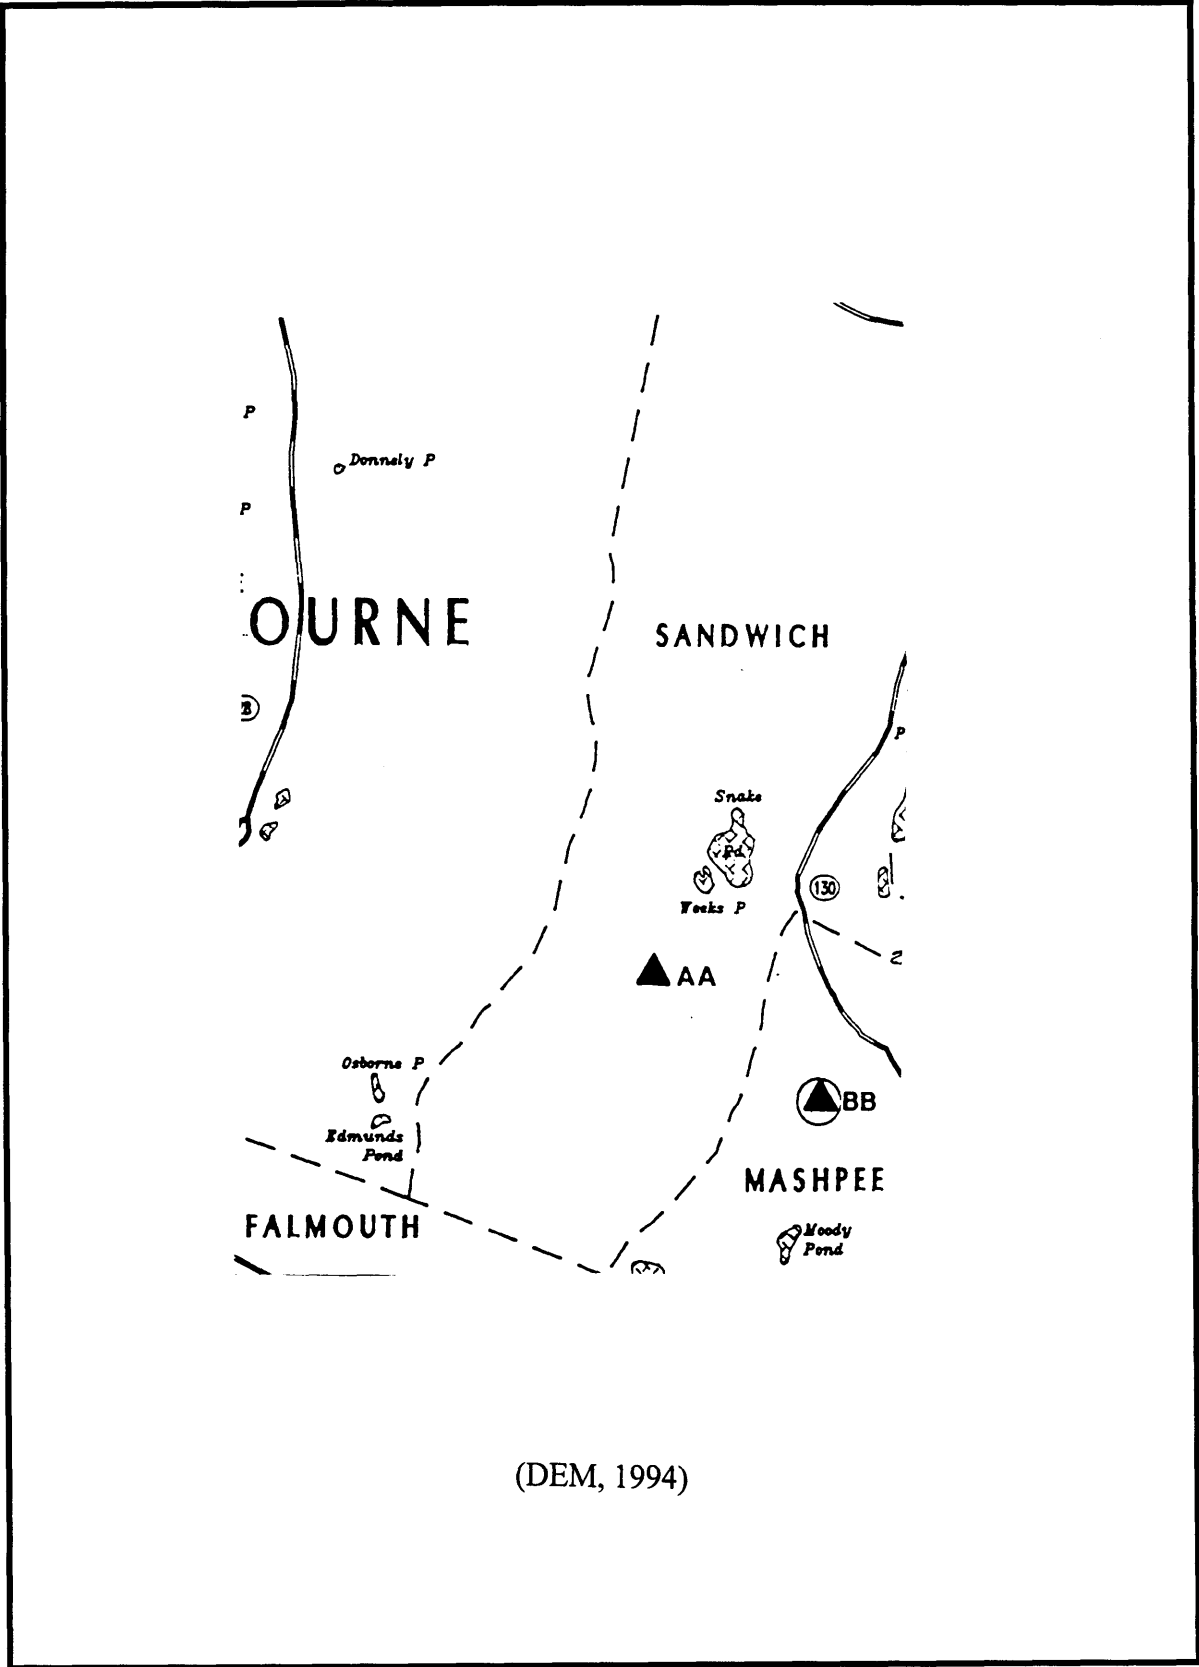 P
Donnely P
P
OURNE
SANDWICH
P
Snake
Pd
130
Weeks P
AA
Osborne P
BB
Edmunds
Pond
MASHPEE
FALMOUTH
Moody
Pond
(DEM, 1994)